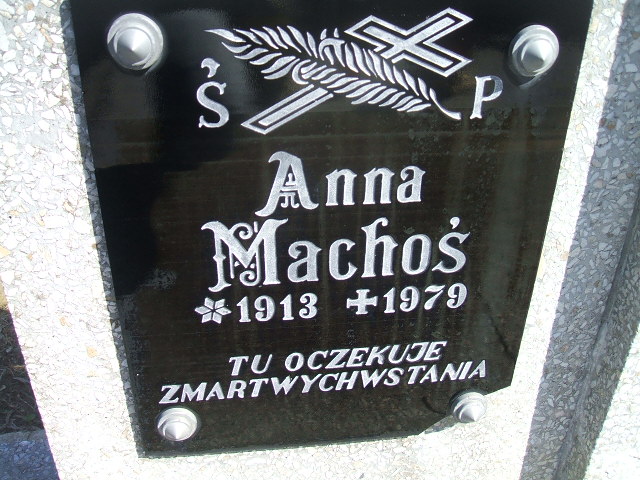 Ś P
Anna
Machoś
* 1913 ✝ 1979
TU OCZEKUJE
ZMARTWYCHWSTANIA